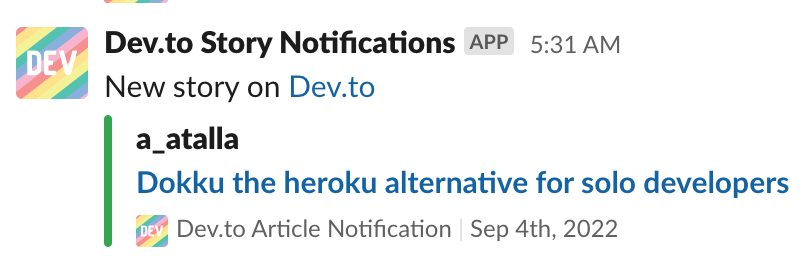 DEV
Dev.to Story Notifications APP 5:31 AM
New story on Dev.to
a_atalla
Dokku the heroku alternative for solo developers
DEV Dev.to Article Notification | Sep 4th, 2022